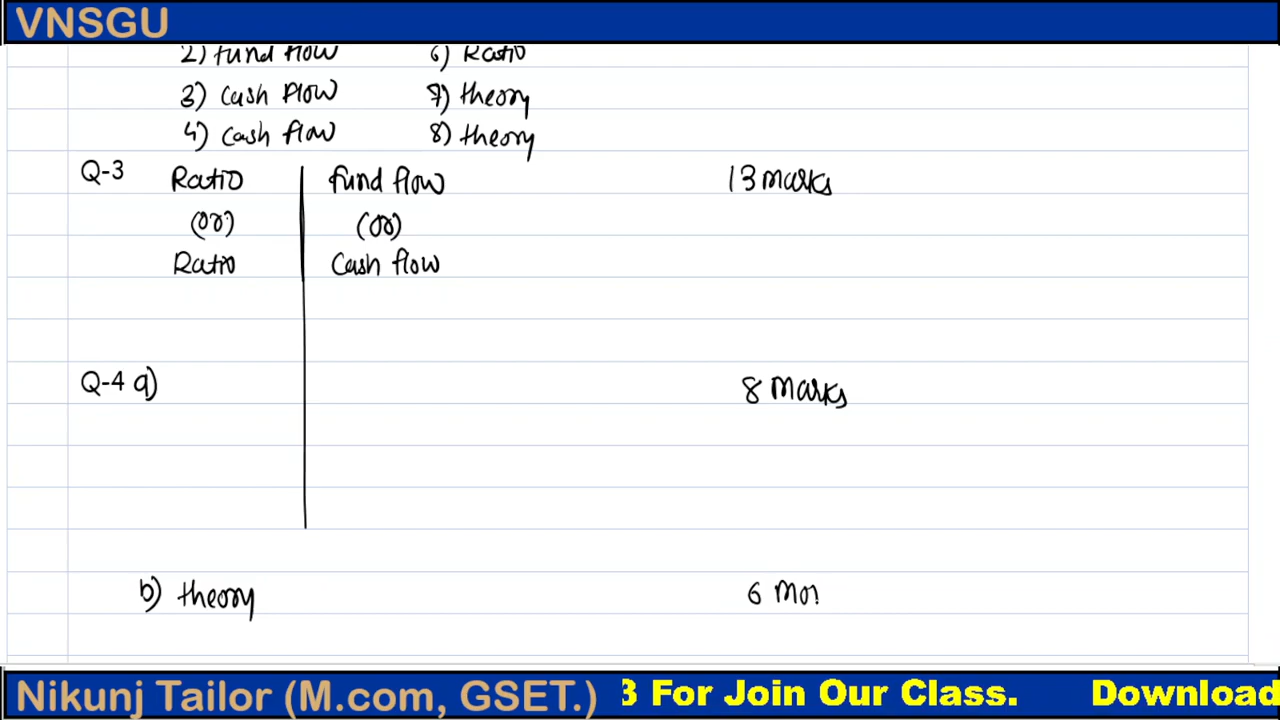 VNSGU
2) fund flow 6) Ratio
3) Cash Flow 7) theory
4) Cash flow 8) theory
Q-3 Ratio fund flow 13 marks
(or) (or)
Ratio Cash flow
Q-4 a) 8 Marks
b) theory 6
Nikunj Tailor (M.com, GSET.) 3 For Join Our Class. Download